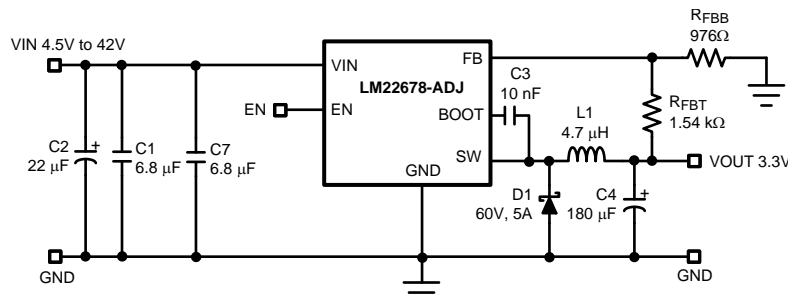 VIN 4.5V to 42V
C2
22 μF
+
C1
6.8 μF
C7
6.8 μF
GND
EN
VIN
EN
LM22678-ADJ
FB
BOOT
SW
GND
C3
10 nF
L1
4.7 μH
D1
60V, 5A
C4
180 μF
+
RFBB
976Ω
RFBT
1.54 kΩ
VOUT 3.3V
GND